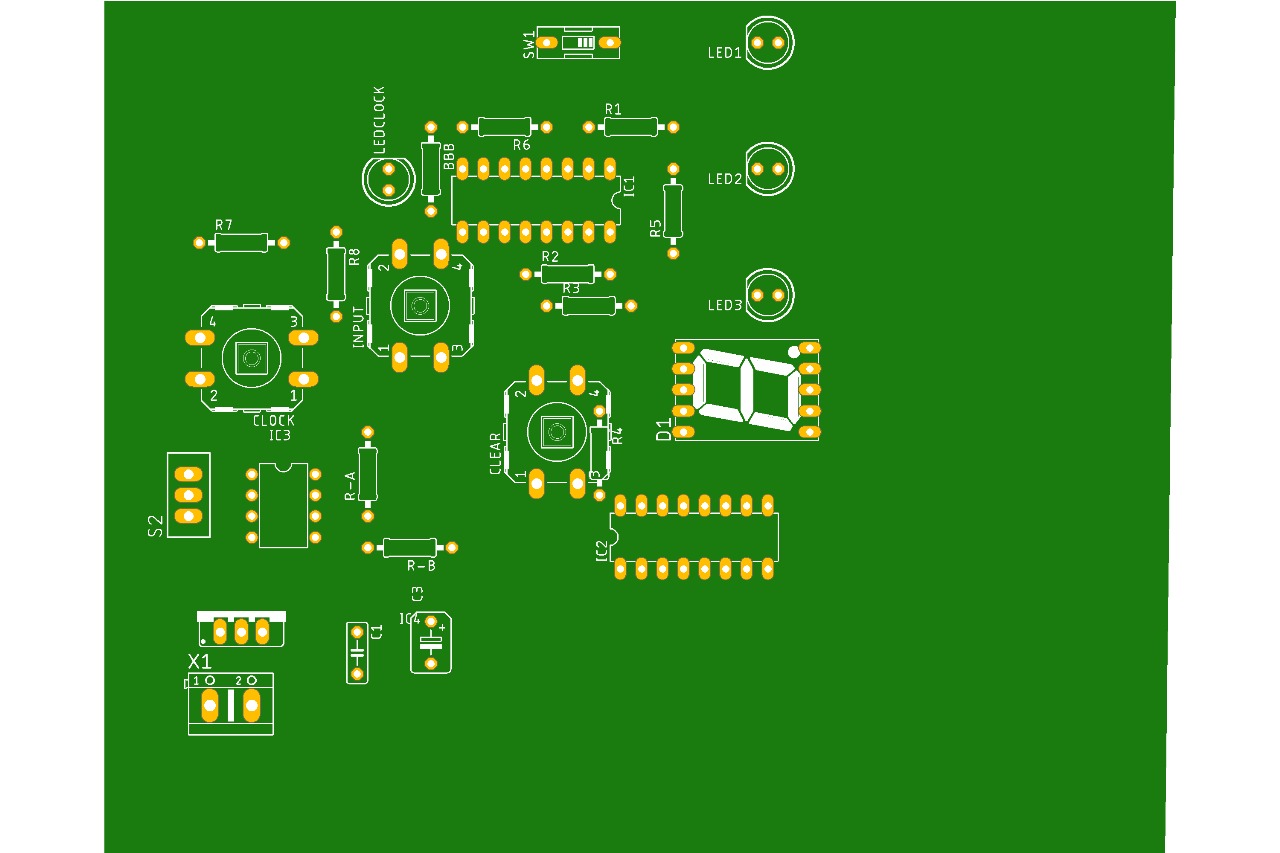 SW1
LED1
LEDCLOCK
R1
R6
BBB
IC1
LED2
R5
R7
R8
R2
2
4
R3
LED3
INPUT
1
3
4
3
2
1
CLOCK
IC3
2
4
CLEAR
R4
D1
1
3
R-A
S2
IC2
R-B
C3
IC4
+
C1
X1
1
2